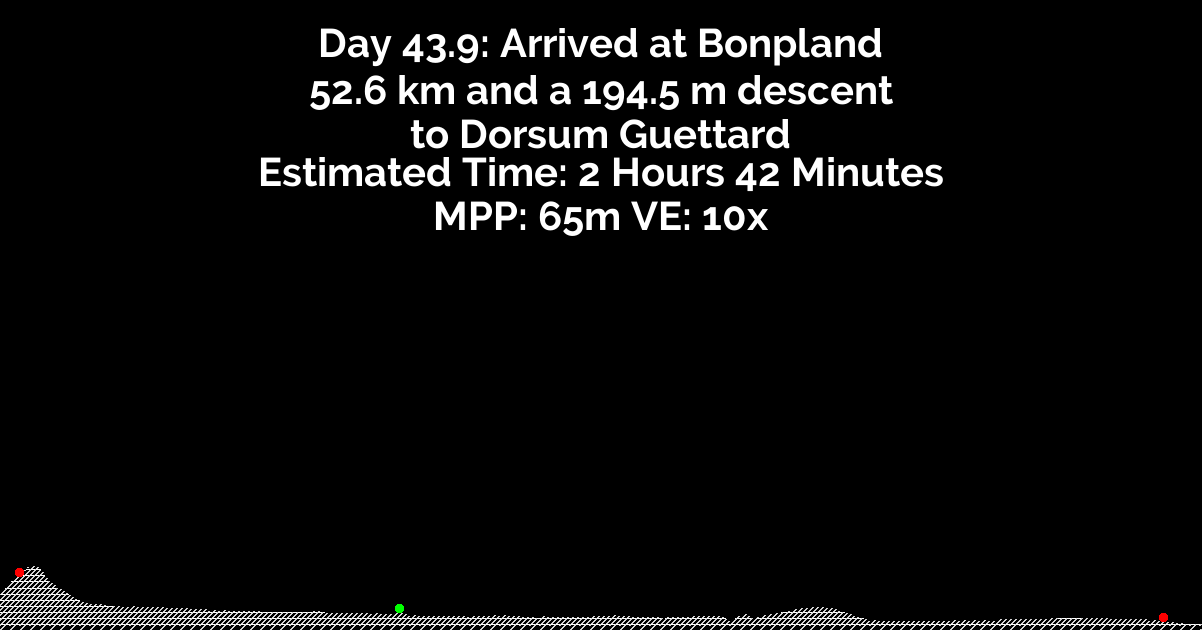 Day 43.9: Arrived at Bonpland
52.6 km and a 194.5 m descent
to Dorsum Guettard
Estimated Time: 2 Hours 42 Minutes
MPP: 65m VE: 10x